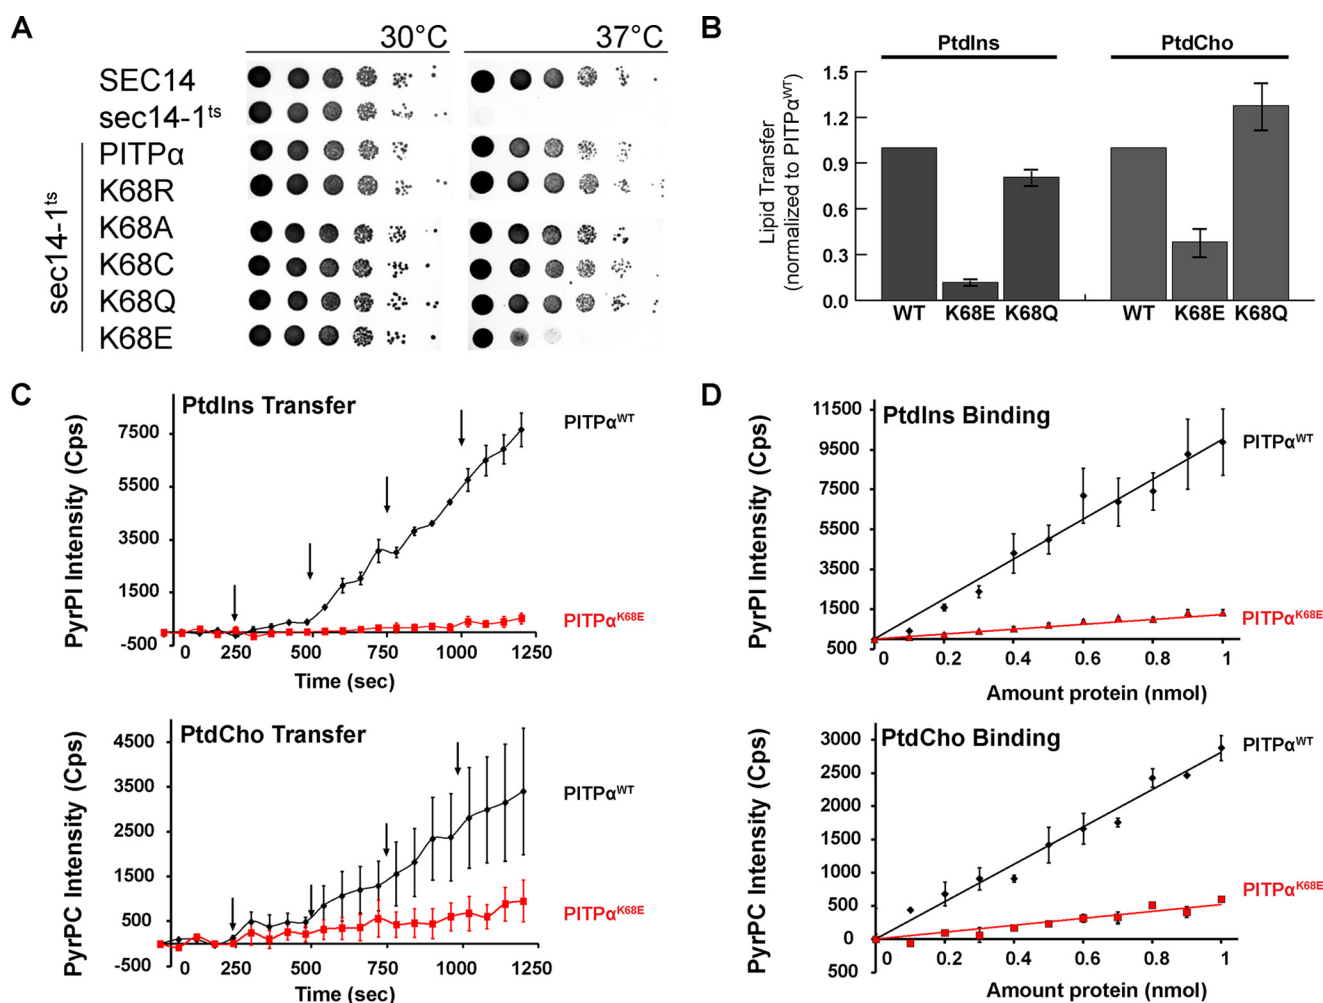 A
30°C
37°C
SEC14
sec14-1ts
PITPα
K68R
K68A
K68C
K68Q
K68E
sec14-1ts
B
PtdIns
PtdCho
Lipid Transfer
(normalized to PITPαWT)
1.5
1.2
0.9
0.6
0.3
0.0
WT
K68E
K68Q
WT
K68E
K68Q
C
PtdIns Transfer
PyrPI Intensity (Cps)
7500
5500
3500
1500
-500
0
250
500
750
1000
1250
Time (sec)
PITPαWT
PITPαK68E
PtdCho Transfer
PyrPC Intensity (Cps)
4500
3500
2500
1500
500
-500
0
250
500
750
1000
1250
Time (sec)
PITPαWT
PITPαK68E
D
PtdIns Binding
PyrPI Intensity (Cps)
11500
9500
7500
5500
3500
1500
500
0
0.2
0.4
0.6
0.8
1
Amount protein (nmol)
PITPαWT
PITPαK68E
PtdCho Binding
PyrPC Intensity (Cps)
3000
2500
2000
1500
1000
500
0
500
0
0.2
0.4
0.6
0.8
1
Amount protein (nmol)
PITPαWT
PITPαK68E